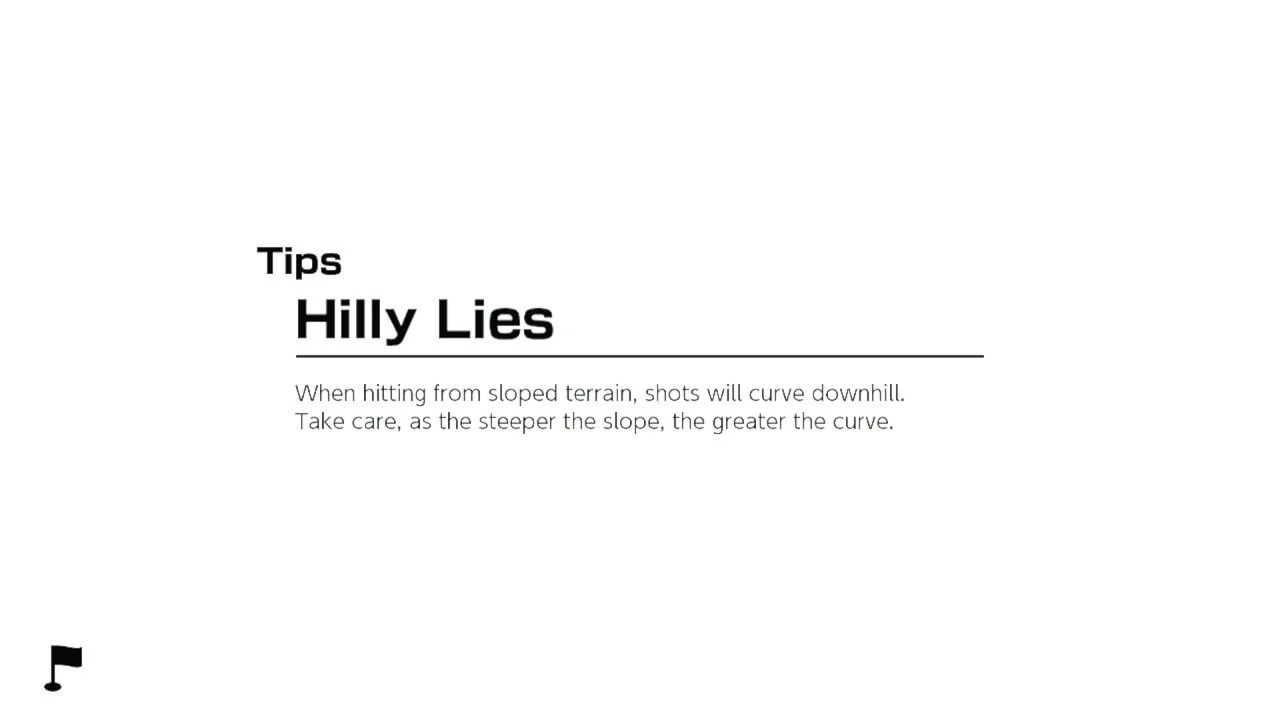 Tips
Hilly Lies
When hitting from sloped terrain, shots will curve downhill.
Take care, as the steeper the slope, the greater the curve.